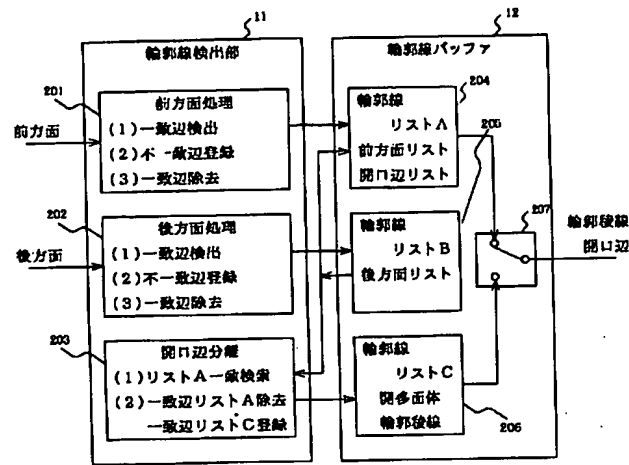 11
12
輪郭線検出部
輪郭線バッファ
201
前方面処理
(1)一致辺検出
(2)不一致辺登録
(3)一致辺除去
前方面
204
輪郭線
リストA
前方面リスト
開口辺リスト
205
202
後方面処理
(1)一致辺検出
(2)不一致辺登録
(3)一致辺除去
後方面
輪郭線
リストB
後方面リスト
207
輪郭稜線
開口辺
203
開口辺分離
(1)リストA一致検索
(2)一致辺リストA除去
一致辺リストC登録
輪郭線
リストC
開多面体
輪郭稜線
206